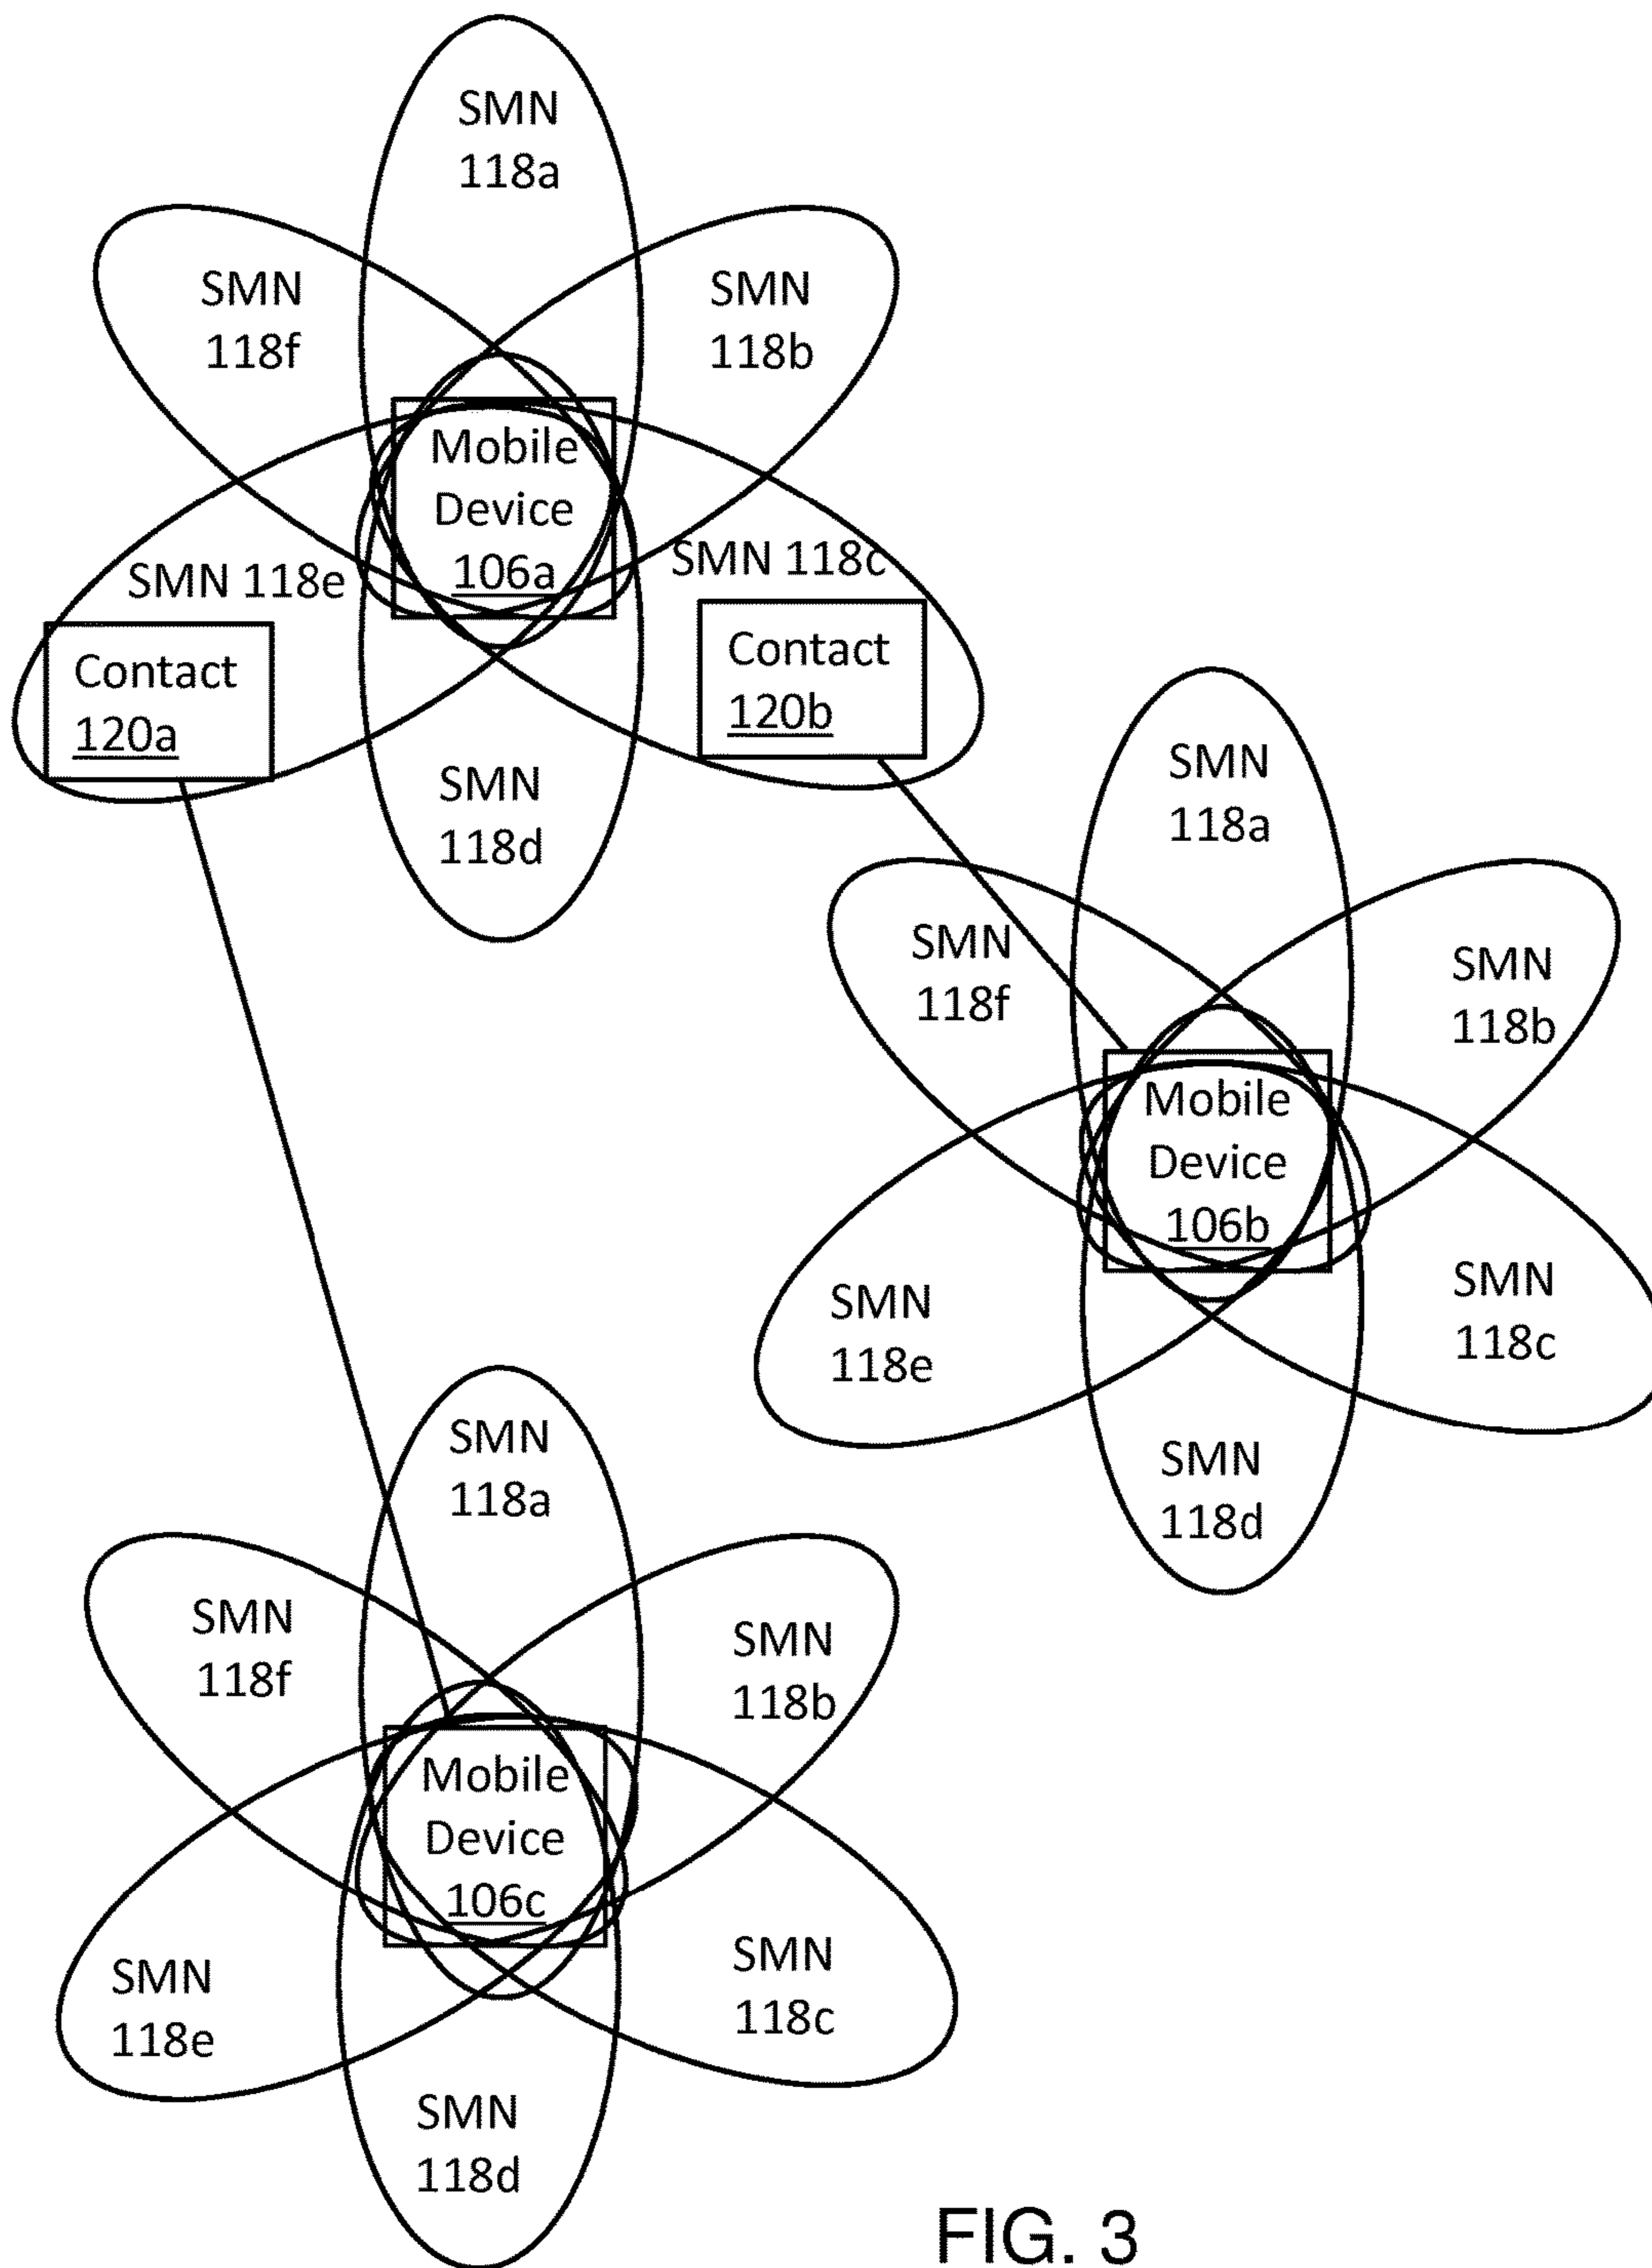 SMN
118a
SMN
118f
SMN
118b
Mobile
Device
106a
SMN 118e
SMN 118c
Contact
120a
Contact
120b
SMN
118d
SMN
118a
SMN
118f
SMN
118b
Mobile
Device
106b
SMN
118e
SMN
118c
SMN
118d
SMN
118a
SMN
118f
SMN
118b
Mobile
Device
106c
SMN
118e
SMN
118c
SMN
118d
FIG. 3